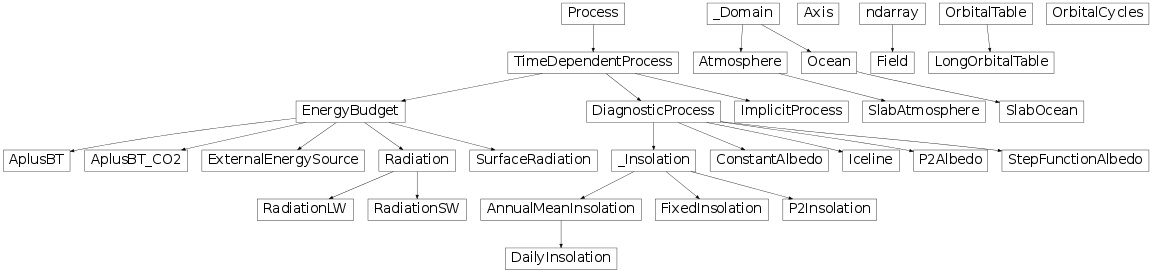 Process
_Domain
Axis
ndarray
OrbitalTable
OrbitalCycles
TimeDependentProcess
Atmosphere
Ocean
Field
LongOrbitalTable
EnergyBudget
DiagnosticProcess
ImplicitProcess
SlabAtmosphere
SlabOcean
AplusBT
AplusBT_CO2
ExternalEnergySource
Radiation
SurfaceRadiation
_Insolation
ConstantAlbedo
Iceline
P2Albedo
StepFunctionAlbedo
RadiationLW
RadiationSW
AnnualMeanInsolation
FixedInsolation
P2Insolation
DailyInsolation